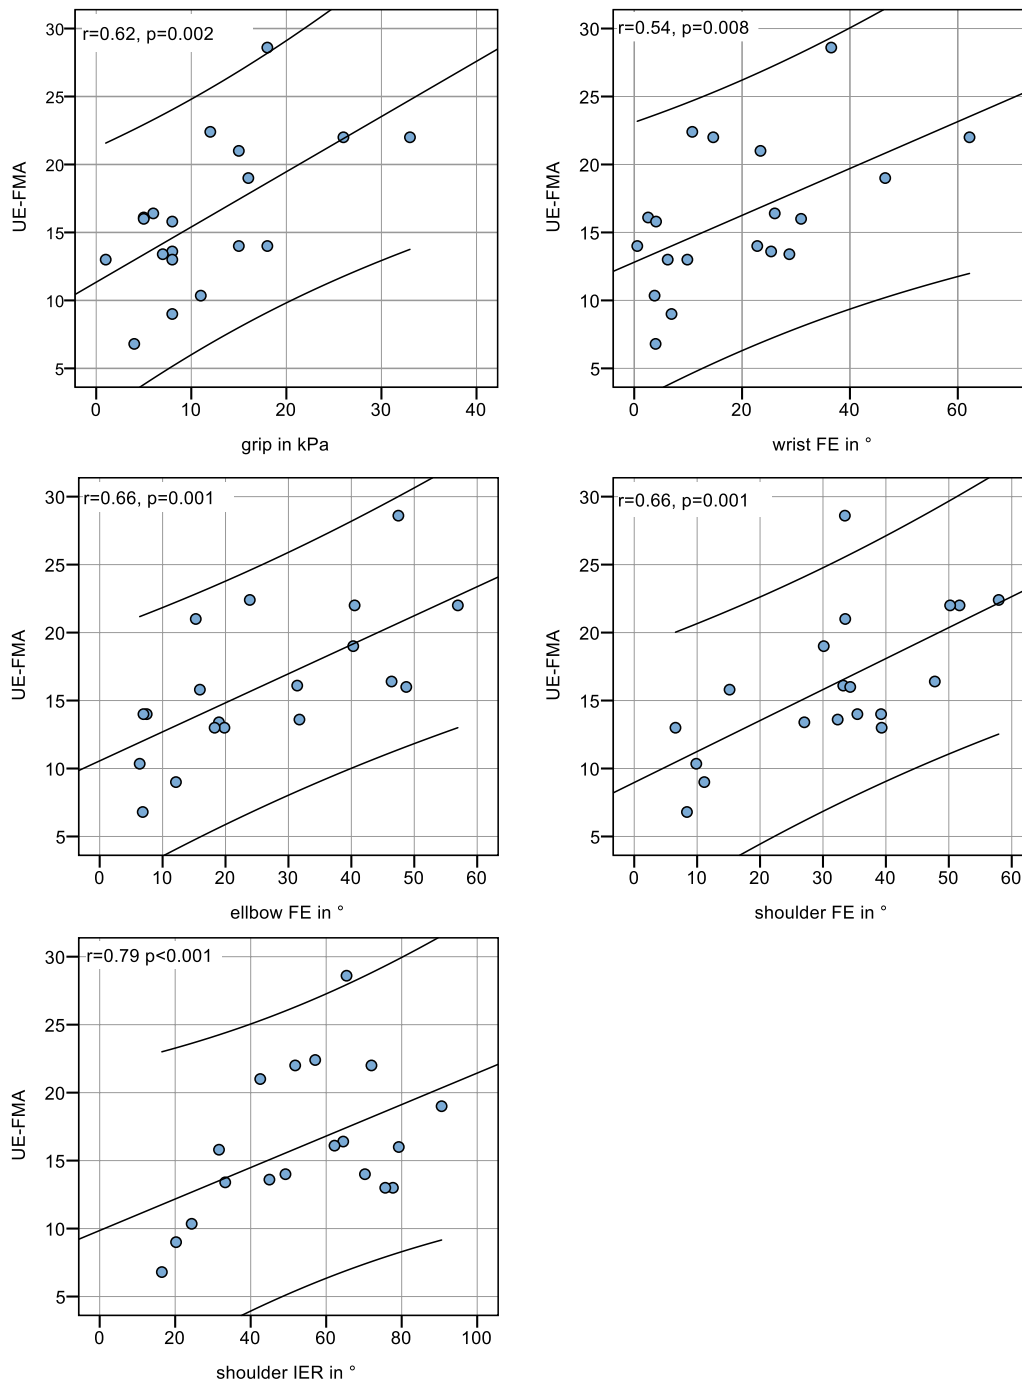 r=0.62, p=0.002
30
25
20
15
10
5
UE-FMA
0 10 20 30 40
grip in kPa
r=0.54, p=0.008
30
25
20
15
10
5
UE-FMA
0 20 40 60
wrist FE in °
r=0.66, p=0.001
30
25
20
15
10
5
UE-FMA
0 10 20 30 40 50 60
ellbow FE in °
r=0.66, p=0.001
30
25
20
15
10
5
UE-FMA
0 10 20 30 40 50 60
shoulder FE in °
r=0.79 p<0.001
30
25
20
15
10
5
UE-FMA
0 20 40 60 80 100
shoulder IER in °